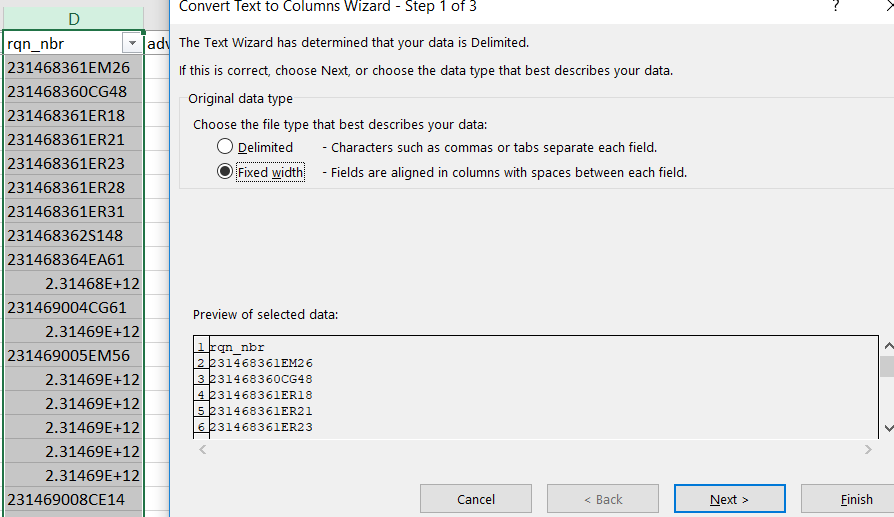 Convert Text to Columns Wizard - Step 1 of 3
?
D
rqn_nbr
adv
231468361EM26
231468360CG48
231468361ER18
231468361ER21
231468361ER23
231468361ER28
231468361ER31
231468362S148
231468364EA61
2.31468E+12
231469004CG61
2.31469E+12
231469005EM56
2.31469E+12
2.31469E+12
2.31469E+12
2.31469E+12
2.31469E+12
231469008CE14
The Text Wizard has determined that your data is Delimited.
If this is correct, choose Next, or choose the data type that best describes your data.
Original data type
Choose the file type that best describes your data:
Delimited - Characters such as commas or tabs separate each field.
Fixed width - Fields are aligned in columns with spaces between each field.
Preview of selected data:
1 rqn_nbr
2 231468361EM26
3 231468360CG48
4 231468361ER18
5 231468361ER21
6 231468361ER23
Cancel < Back Next > Finish